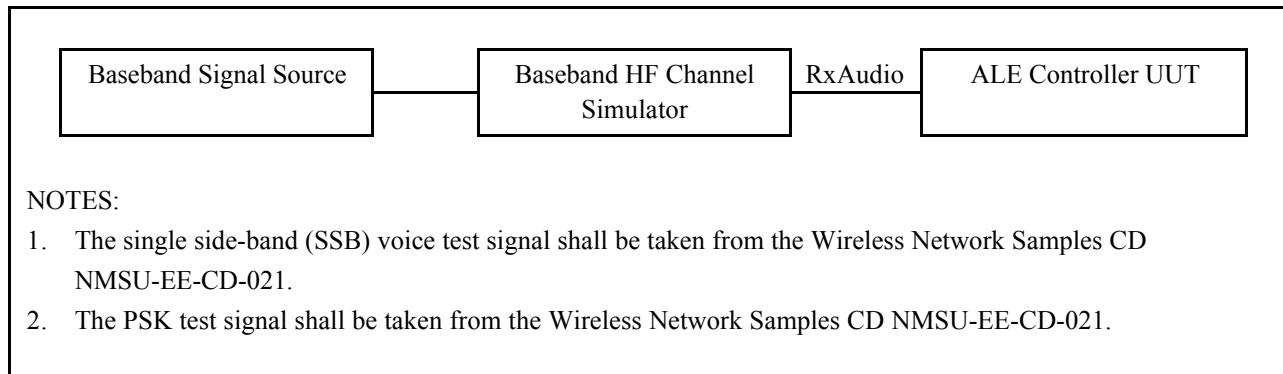 Baseband Signal Source
Baseband HF Channel
Simulator
RxAudio
ALE Controller UUT
NOTES:
1. The single side-band (SSB) voice test signal shall be taken from the Wireless Network Samples CD
NMSU-EE-CD-021.
2. The PSK test signal shall be taken from the Wireless Network Samples CD NMSU-EE-CD-021.